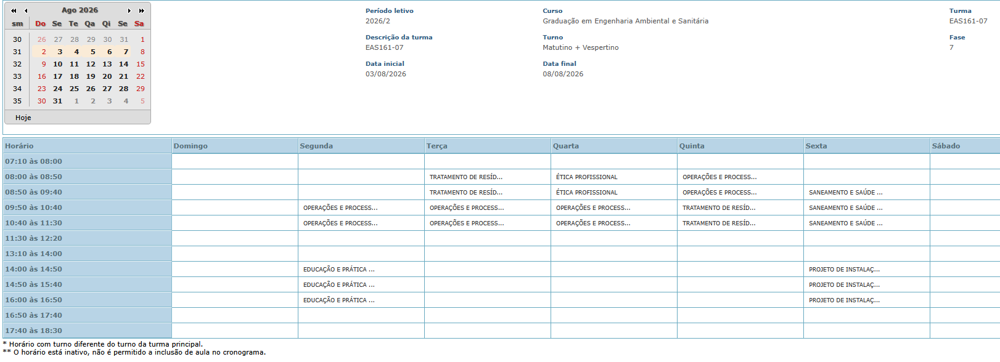 Ago 2026
sm Do Se Te Qa Qi Se Sa
30 26 27 28 29 30 31 1
31 2 3 4 5 6 7 8
32 9 10 11 12 13 14 15
33 16 17 18 19 20 21 22
34 23 24 25 26 27 28 29
35 30 31 1 2 3 4 5
Hoje
Período letivo Curso Turma
2026/2 Graduação em Engenharia Ambiental e Sanitária EAS161-07
Descrição da turma Turno Fase
EAS161-07 Matutino + Vespertino 7
Data inicial Data final
03/08/2026 08/08/2026
Horário Domingo Segunda Terça Quarta Quinta Sexta Sábado
07:10 às 08:00
08:00 às 08:50 TRATAMENTO DE RESÍD... ÉTICA PROFISSIONAL OPERAÇÕES E PROCESS...
08:50 às 09:40 TRATAMENTO DE RESÍD... ÉTICA PROFISSIONAL OPERAÇÕES E PROCESS... SANEAMENTO E SAÚDE ...
09:50 às 10:40 OPERAÇÕES E PROCESS... OPERAÇÕES E PROCESS... OPERAÇÕES E PROCESS... TRATAMENTO DE RESÍD... SANEAMENTO E SAÚDE ...
10:40 às 11:30 OPERAÇÕES E PROCESS... OPERAÇÕES E PROCESS... OPERAÇÕES E PROCESS... TRATAMENTO DE RESÍD... SANEAMENTO E SAÚDE ...
11:30 às 12:20
13:10 às 14:00
14:00 às 14:50 EDUCAÇÃO E PRÁTICA ... PROJETO DE INSTALAÇ...
14:50 às 15:40 EDUCAÇÃO E PRÁTICA ... PROJETO DE INSTALAÇ...
16:00 às 16:50 EDUCAÇÃO E PRÁTICA ... PROJETO DE INSTALAÇ...
16:50 às 17:40
17:40 às 18:30
* Horário com turno diferente do turno da turma principal.
** O horário está inativo, não é permitido a inclusão de aula no cronograma.